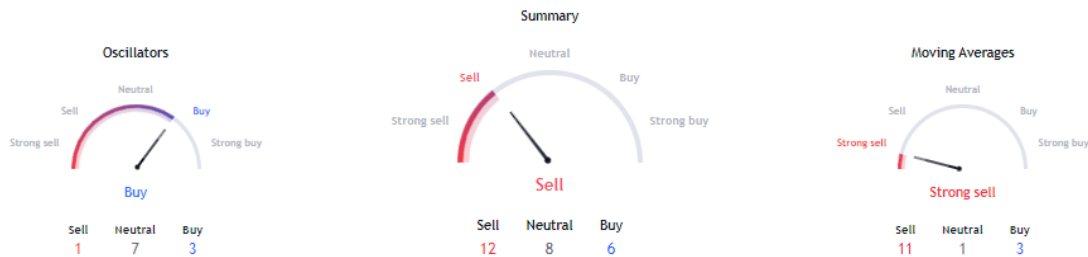 Summary
Oscillators
Moving Averages
Neutral
Sell
Buy
Neutral
Neutral
Sell
Buy
Sell
Buy
Strong sell
Strong buy
Strong sell
Strong buy
Strong sell
Strong buy
Sell
Buy
Strong sell
Sell Neutral Buy
1 7 3
Sell Neutral Buy
12 8 6
Sell Neutral Buy
11 1 3